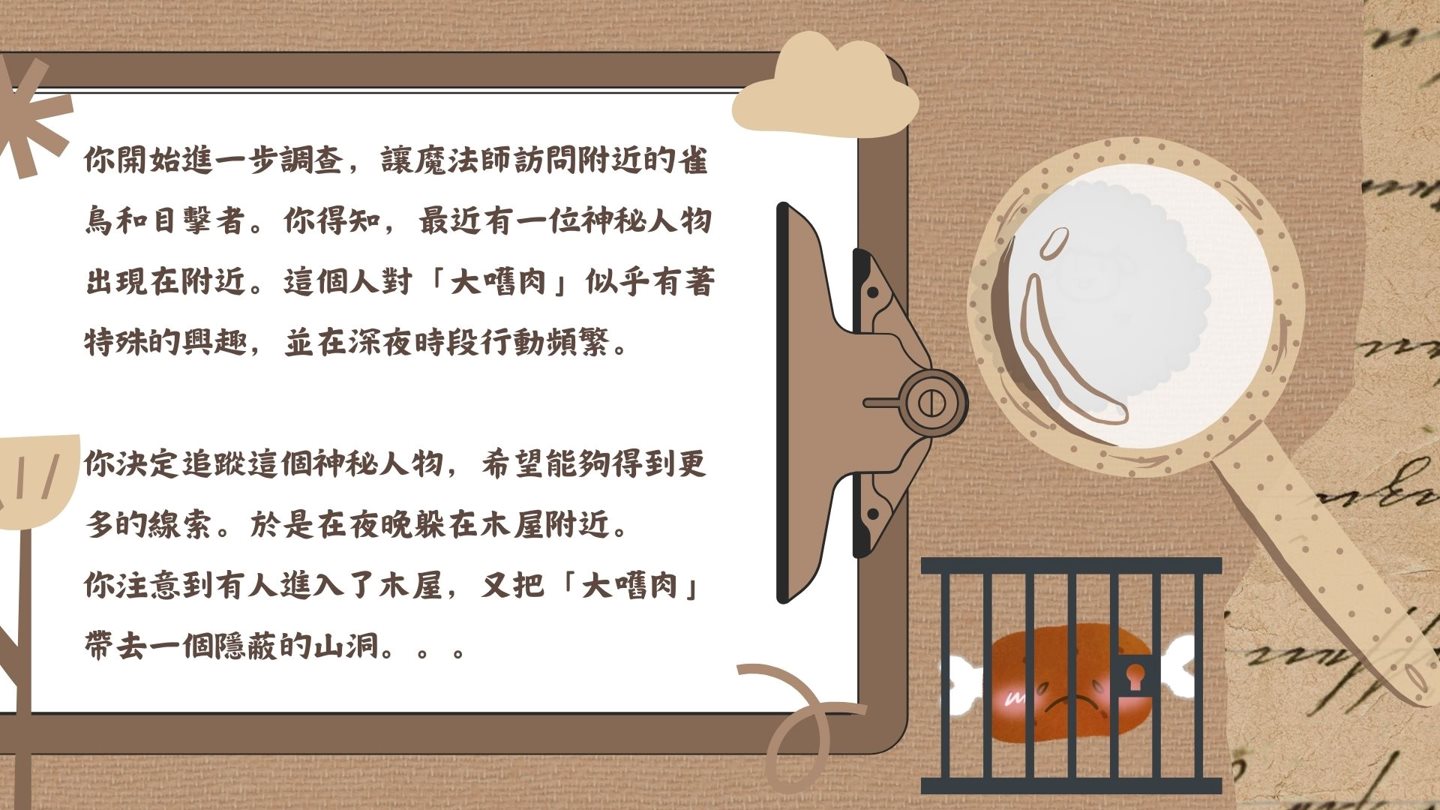 你開始進一步調查，讓魔法師訪問附近的雀
鳥和目擊者。你得知，最近有一位神秘人物
出現在附近。這個人對「大嚿肉」似乎有著
特殊的興趣，並在深夜時段行動頻繁。
你決定追蹤這個神秘人物，希望能夠得到更
多的線索。於是在夜晚躲在木屋附近。
你注意到有人進入了木屋，又把「大嚿肉」
帶去一個隱蔽的山洞。。。